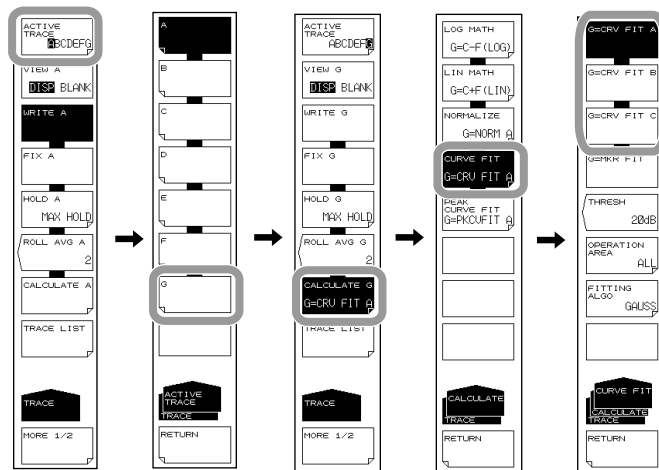 ACTIVE
TRACE
ABCDEFG
VIEW A
DISP BLANK
WRITE A
FIX A
HOLD A
MAX HOLD
ROLL AVG A
2
CALCULATE A
TRACE LIST
TRACE
MORE 1/2
A
B
C
D
E
F
G
ACTIVE
TRACE
TRACE
RETURN
ACTIVE
TRACE
ABCDEFG
VIEW G
DISP BLANK
WRITE G
FIX G
HOLD G
MAX HOLD
ROLL AVG G
2
CALCULATE G
G=CRV FIT A
TRACE LIST
TRACE
MORE 1/2
LOG MATH
G=C-F(LOG)
LIN MATH
G=C+F(LIN)
NORMALIZE
G=NORM A
CURVE FIT
G=CRV FIT A
PEAK
CURVE FIT
G=PKCVFIT A
CALCULATE
TRACE
RETURN
G=CRV FIT A
G=CRV FIT B
G=CRV FIT C
G=MKR FIT
THRESH
20dB
OPERATION
AREA
ALL
FITTING
ALGO
GAUSS
CURVE FIT
CALCULATE
TRACE
RETURN